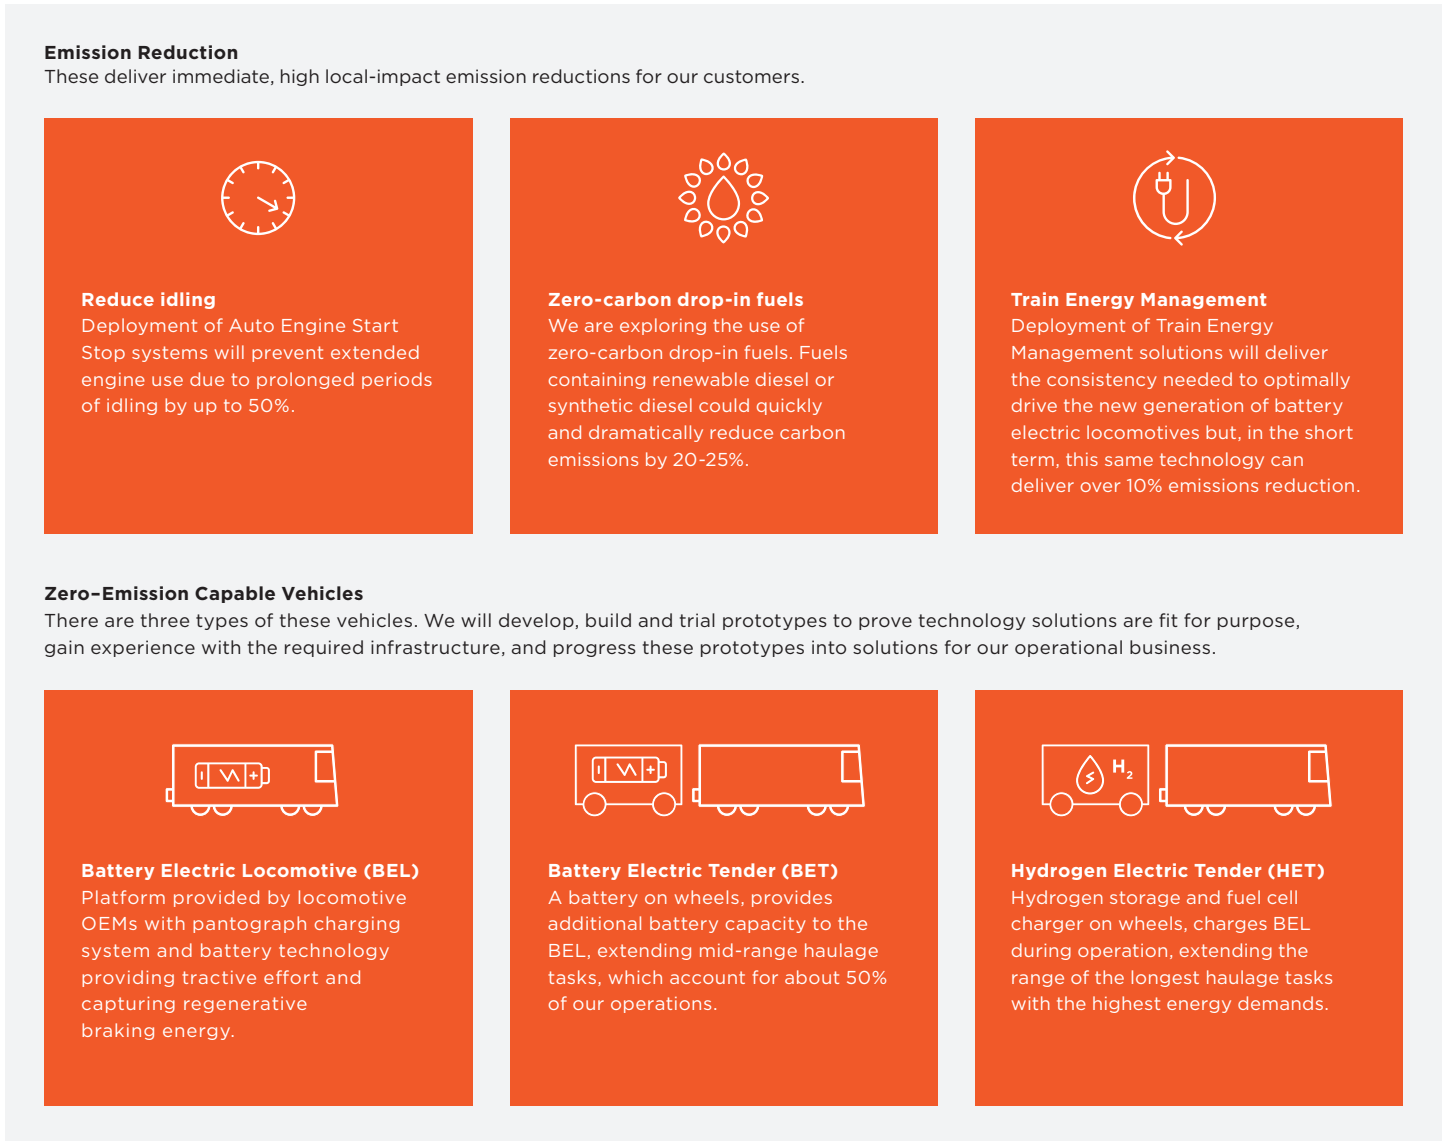 Emission Reduction
These deliver immediate, high local-impact emission reductions for our customers.
Reduce idling
Deployment of Auto Engine Start
Stop systems will prevent extended
engine use due to prolonged periods
of idling by up to 50%.
Zero-carbon drop-in fuels
We are exploring the use of
zero-carbon drop-in fuels. Fuels
containing renewable diesel or
synthetic diesel could quickly
and dramatically reduce carbon
emissions by 20-25%.
Train Energy Management
Deployment of Train Energy
Management solutions will deliver
the consistency needed to optimally
drive the new generation of battery
electric locomotives but, in the short
term, this same technology can
deliver over 10% emissions reduction.
Zero–Emission Capable Vehicles
There are three types of these vehicles. We will develop, build and trial prototypes to prove technology solutions are fit for purpose,
gain experience with the required infrastructure, and progress these prototypes into solutions for our operational business.
Battery Electric Locomotive (BEL)
Platform provided by locomotive
OEMs with pantograph charging
system and battery technology
providing tractive effort and
capturing regenerative
braking energy.
Battery Electric Tender (BET)
A battery on wheels, provides
additional battery capacity to the
BEL, extending mid-range haulage
tasks, which account for about 50%
of our operations.
H₂
Hydrogen Electric Tender (HET)
Hydrogen storage and fuel cell
charger on wheels, charges BEL
during operation, extending the
range of the longest haulage tasks
with the highest energy demands.